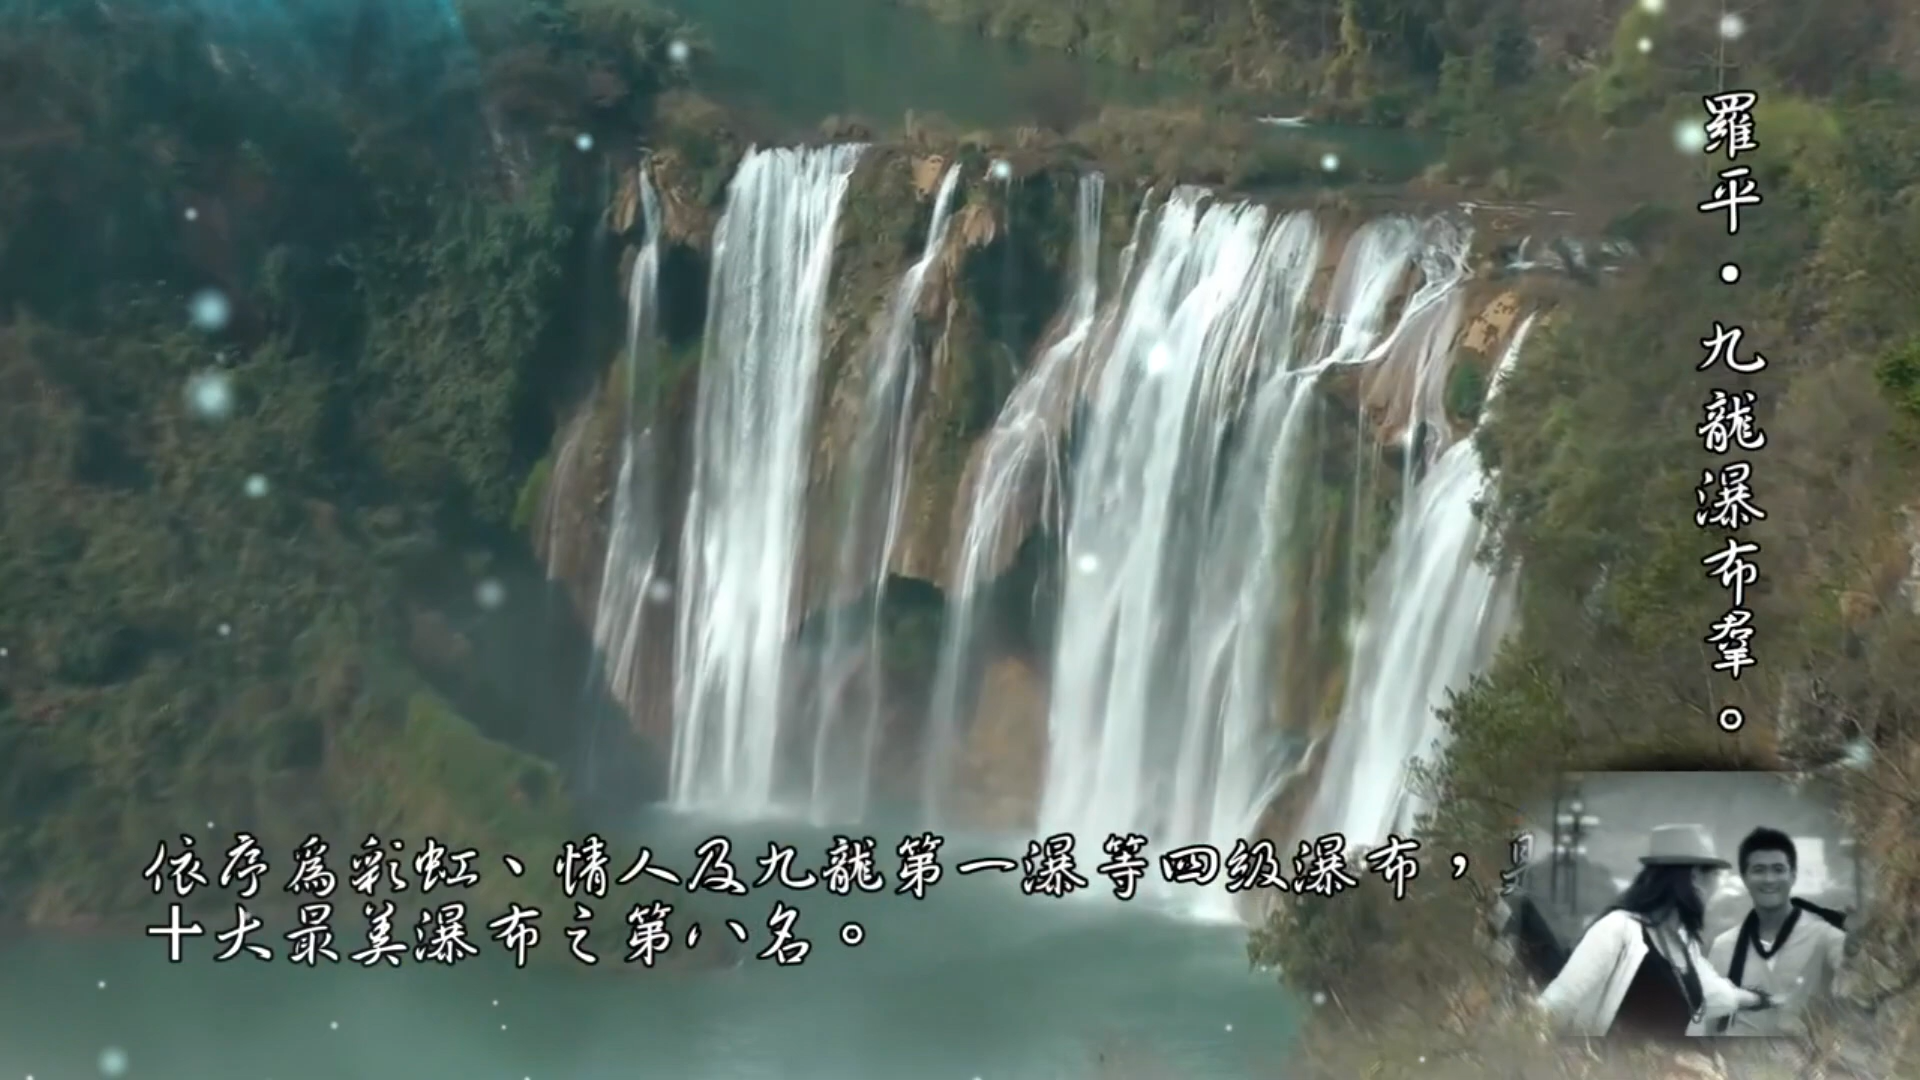 羅平·九龍瀑布羣。
依序為彩虹、情人及九龍第一瀑等四級瀑布，
十大最美瀑布之第八名。